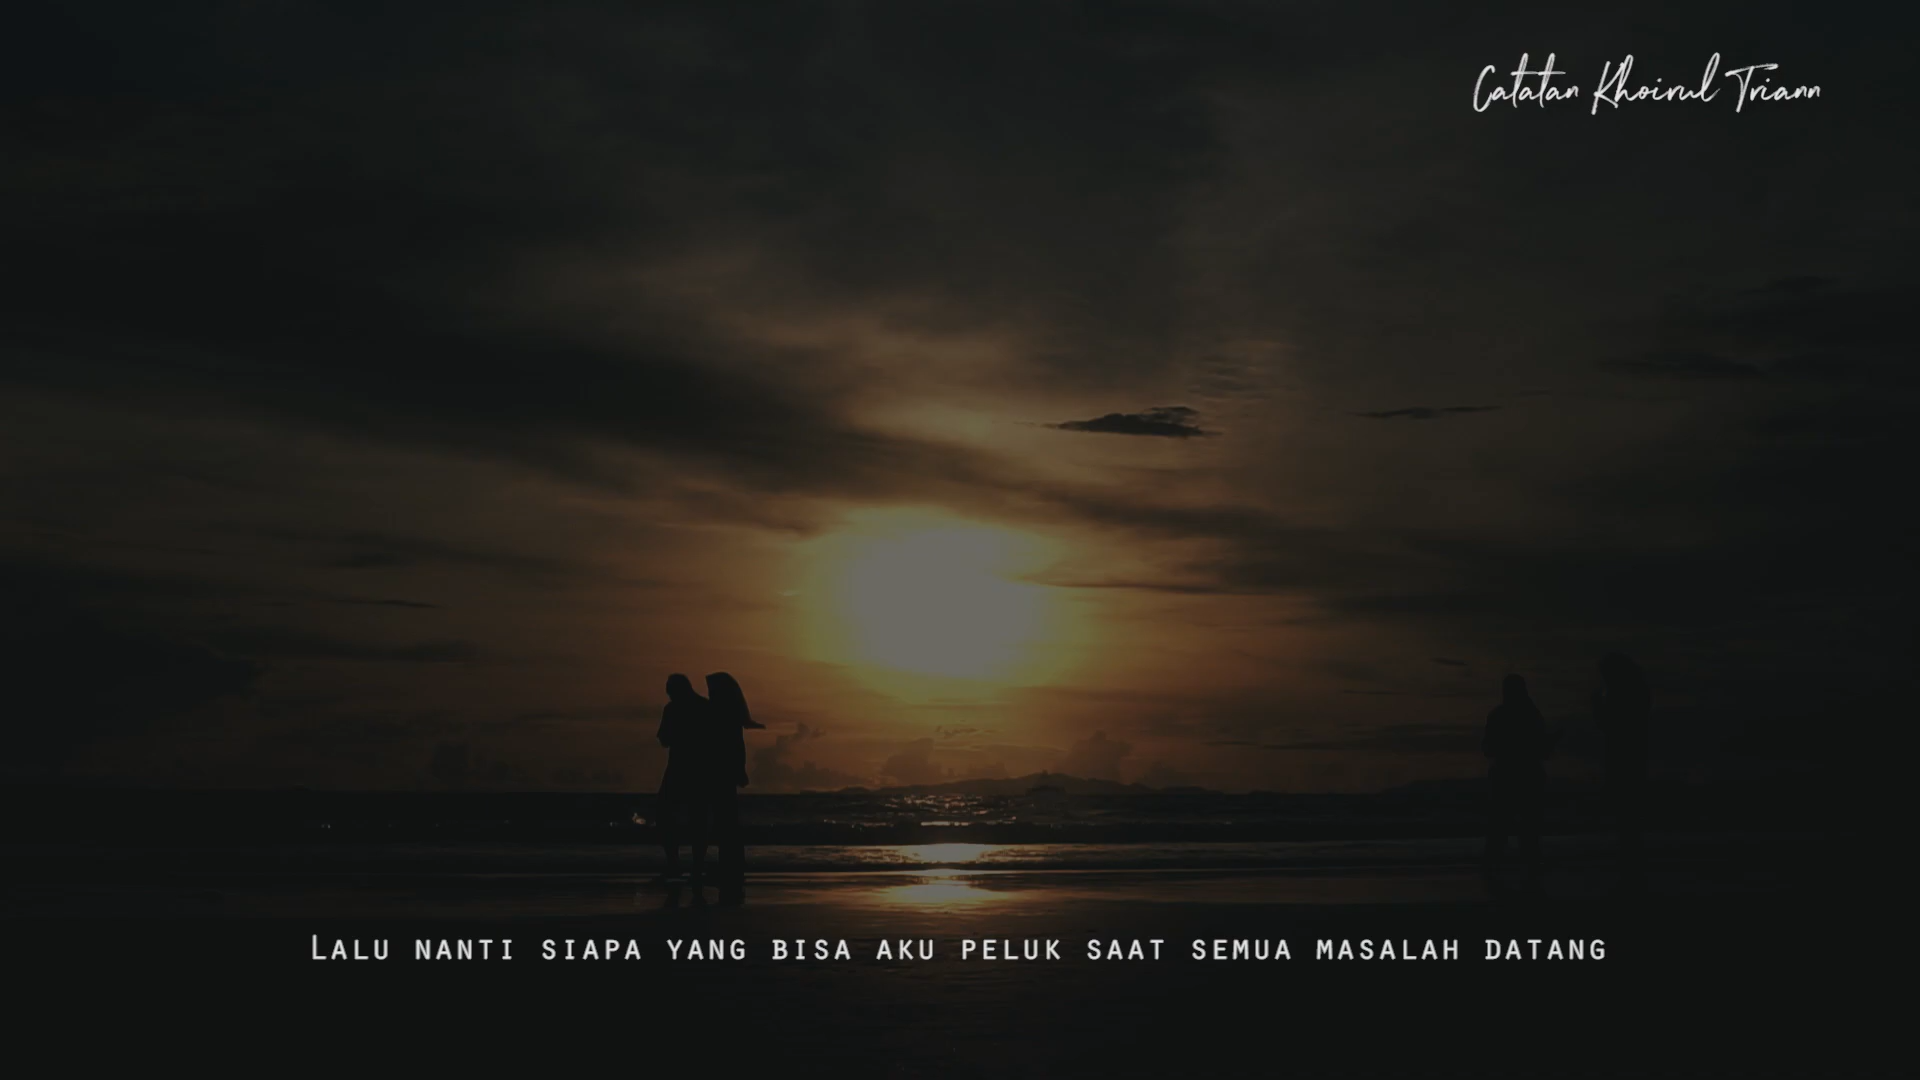 Catatan Khoirul Triann
Lalu nanti siapa yang bisa aku peluk saat semua masalah datang